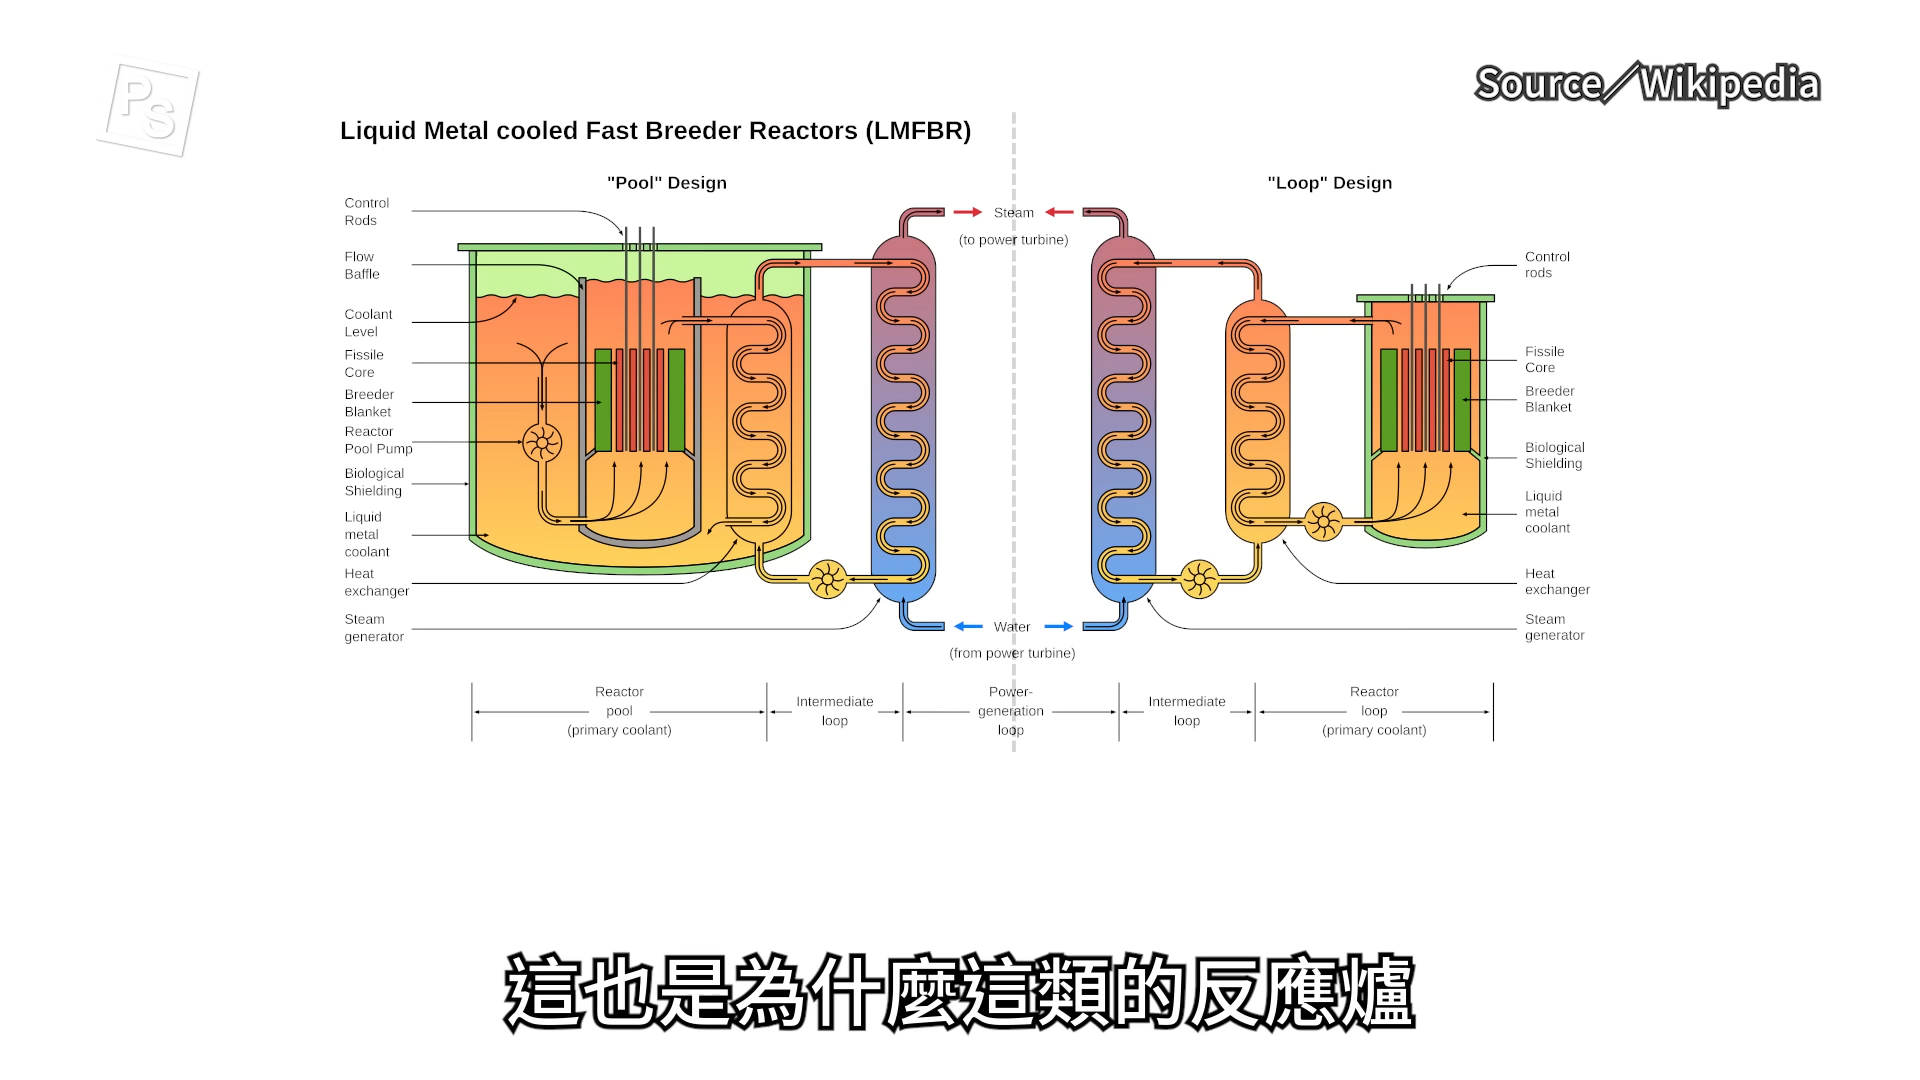 PS
Source／Wikipedia
Liquid Metal cooled Fast Breeder Reactors (LMFBR)
"Pool" Design
"Loop" Design
Control
Rods
Flow
Baffle
Coolant
Level
Fissile
Core
Breeder
Blanket
Reactor
Pool Pump
Biological
Shielding
Liquid
metal
coolant
Heat
exchanger
Steam
generator
Steam
(to power turbine)
Water
(from power turbine)
Control
rods
Fissile
Core
Breeder
Blanket
Biological
Shielding
Liquid
metal
coolant
Heat
exchanger
Steam
generator
Reactor
pool
(primary coolant)
Intermediate
loop
Power-
generation
loop
Intermediate
loop
Reactor
loop
(primary coolant)
這也是為什麼這類的反應爐